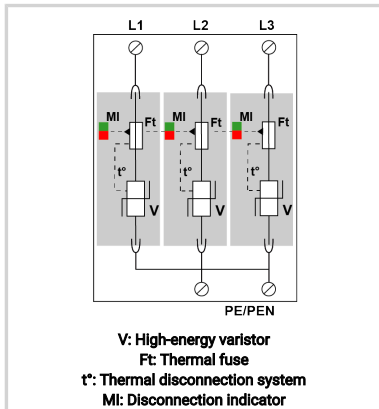 L1 L2 L3
MI Ft MI Ft MI Ft
t° t° t°
V V V
PE/PEN
V: High-energy varistor
Ft: Thermal fuse
t°: Thermal disconnection system
MI: Disconnection indicator